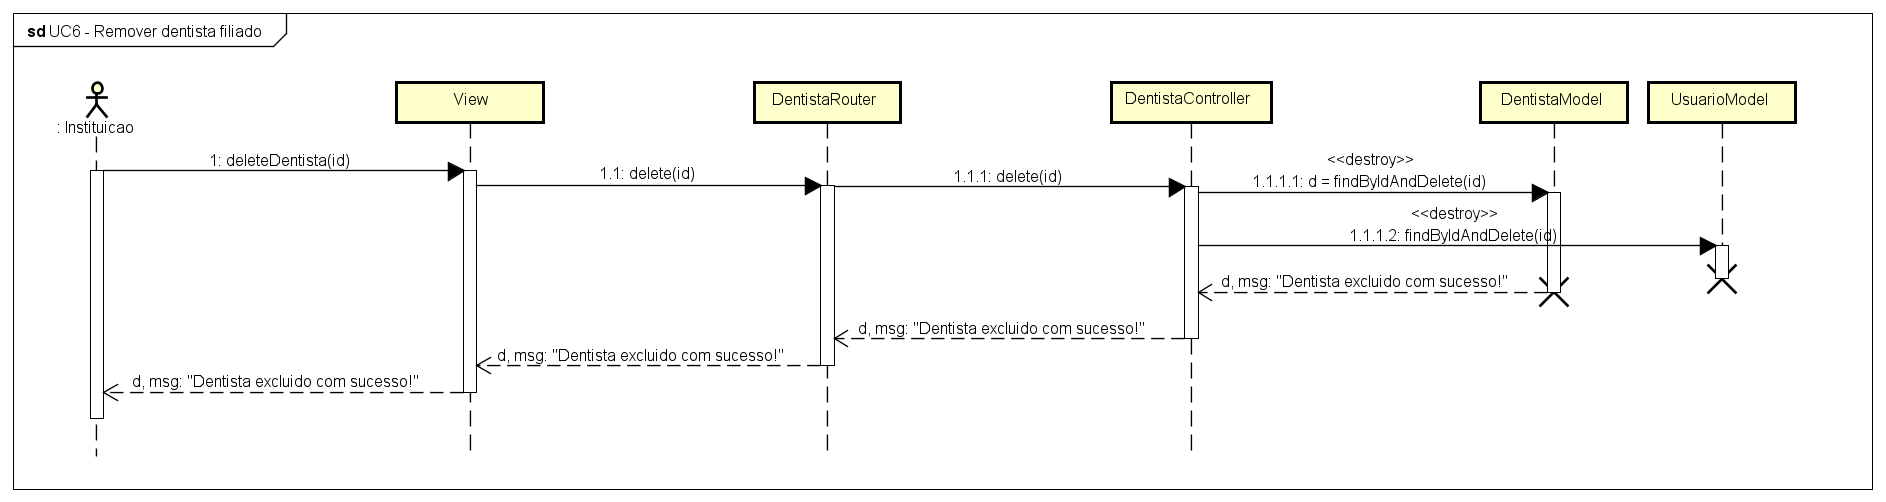 sd UC6 - Remover dentista filiado
: Instituicao
View
DentistaRouter
DentistaController
DentistaModel
UsuarioModel
1: deleteDentista(id)
1.1: delete(id)
1.1.1: delete(id)
<<destroy>>
1.1.1.1: d = findByIdAndDelete(id)
<<destroy>>
1.1.1.2: findByIdAndDelete(id)
d, msg: "Dentista excluido com sucesso!"
d, msg: "Dentista excluido com sucesso!"
d, msg: "Dentista excluido com sucesso!"
d, msg: "Dentista excluido com sucesso!"